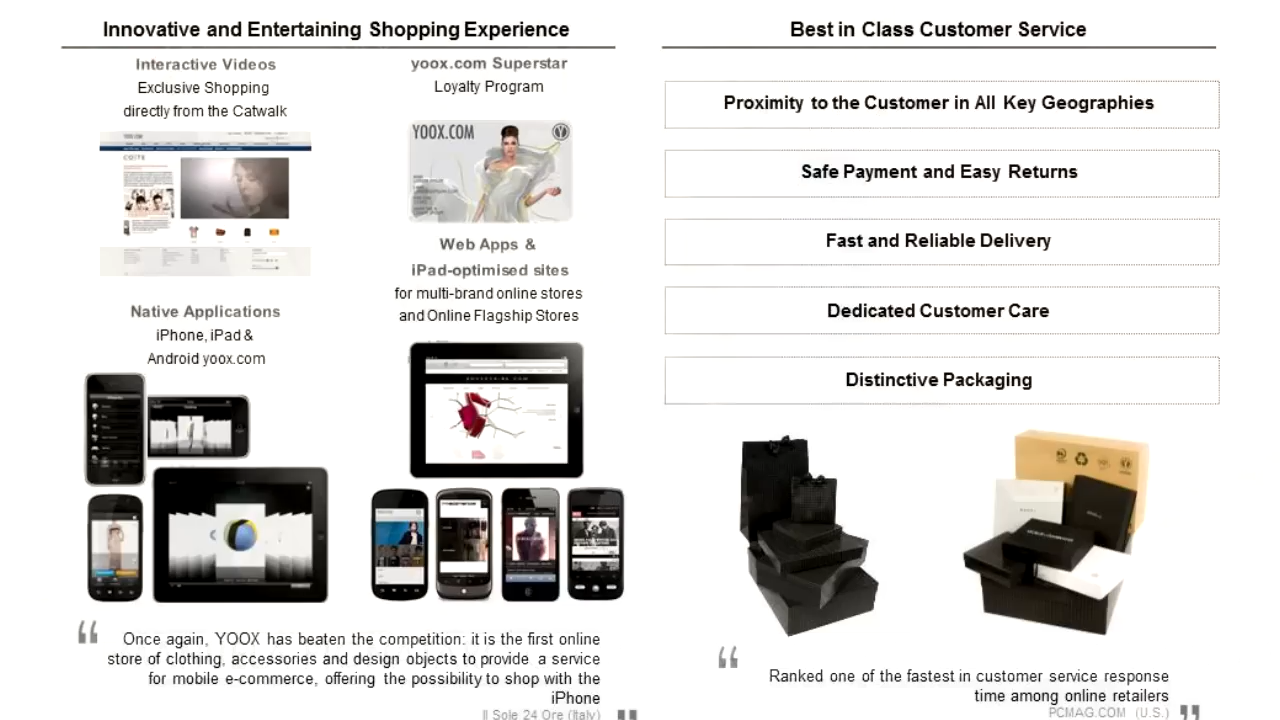 Innovative and Entertaining Shopping Experience
Interactive Videos
Exclusive Shopping
directly from the Catwalk
yoox.com Superstar
Loyalty Program
YOOX.COM
Web Apps &
iPad-optimised sites
for multi-brand online stores
and Online Flagship Stores
Native Applications
iPhone, iPad &
Android yoox.com
“
Once again, YOOX has beaten the competition: it is the first online
store of clothing, accessories and design objects to provide a service
for mobile e-commerce, offering the possibility to shop with the
iPhone
Il Sole 24 Ore (Italy)
Best in Class Customer Service
Proximity to the Customer in All Key Geographies
Safe Payment and Easy Returns
Fast and Reliable Delivery
Dedicated Customer Care
Distinctive Packaging
“
Ranked one of the fastest in customer service response
time among online retailers
PCMAG.COM (U.S.) "